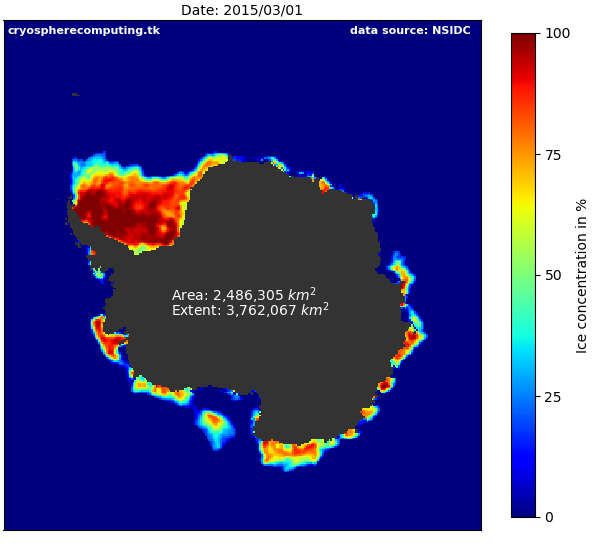 Date: 2015/03/01
cryospherecomputing.tk
data source: NSIDC
Area: 2,486,305 km²
Extent: 3,762,067 km²
100
75
50
25
0
Ice concentration in %